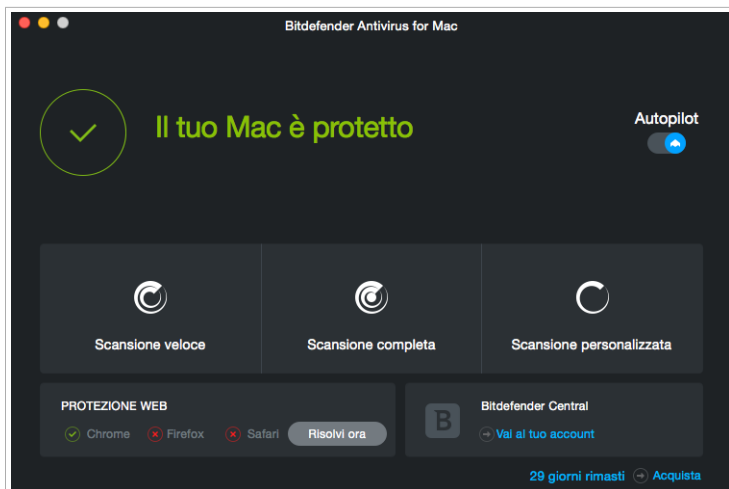 Bitdefender Antivirus for Mac
Il tuo Mac è protetto
Autopilot
Scansione veloce
Scansione completa
Scansione personalizzata
PROTEZIONE WEB
Chrome Firefox Safari Risolvi ora
Bitdefender Central
B
Vai al tuo account
29 giorni rimasti Acquista